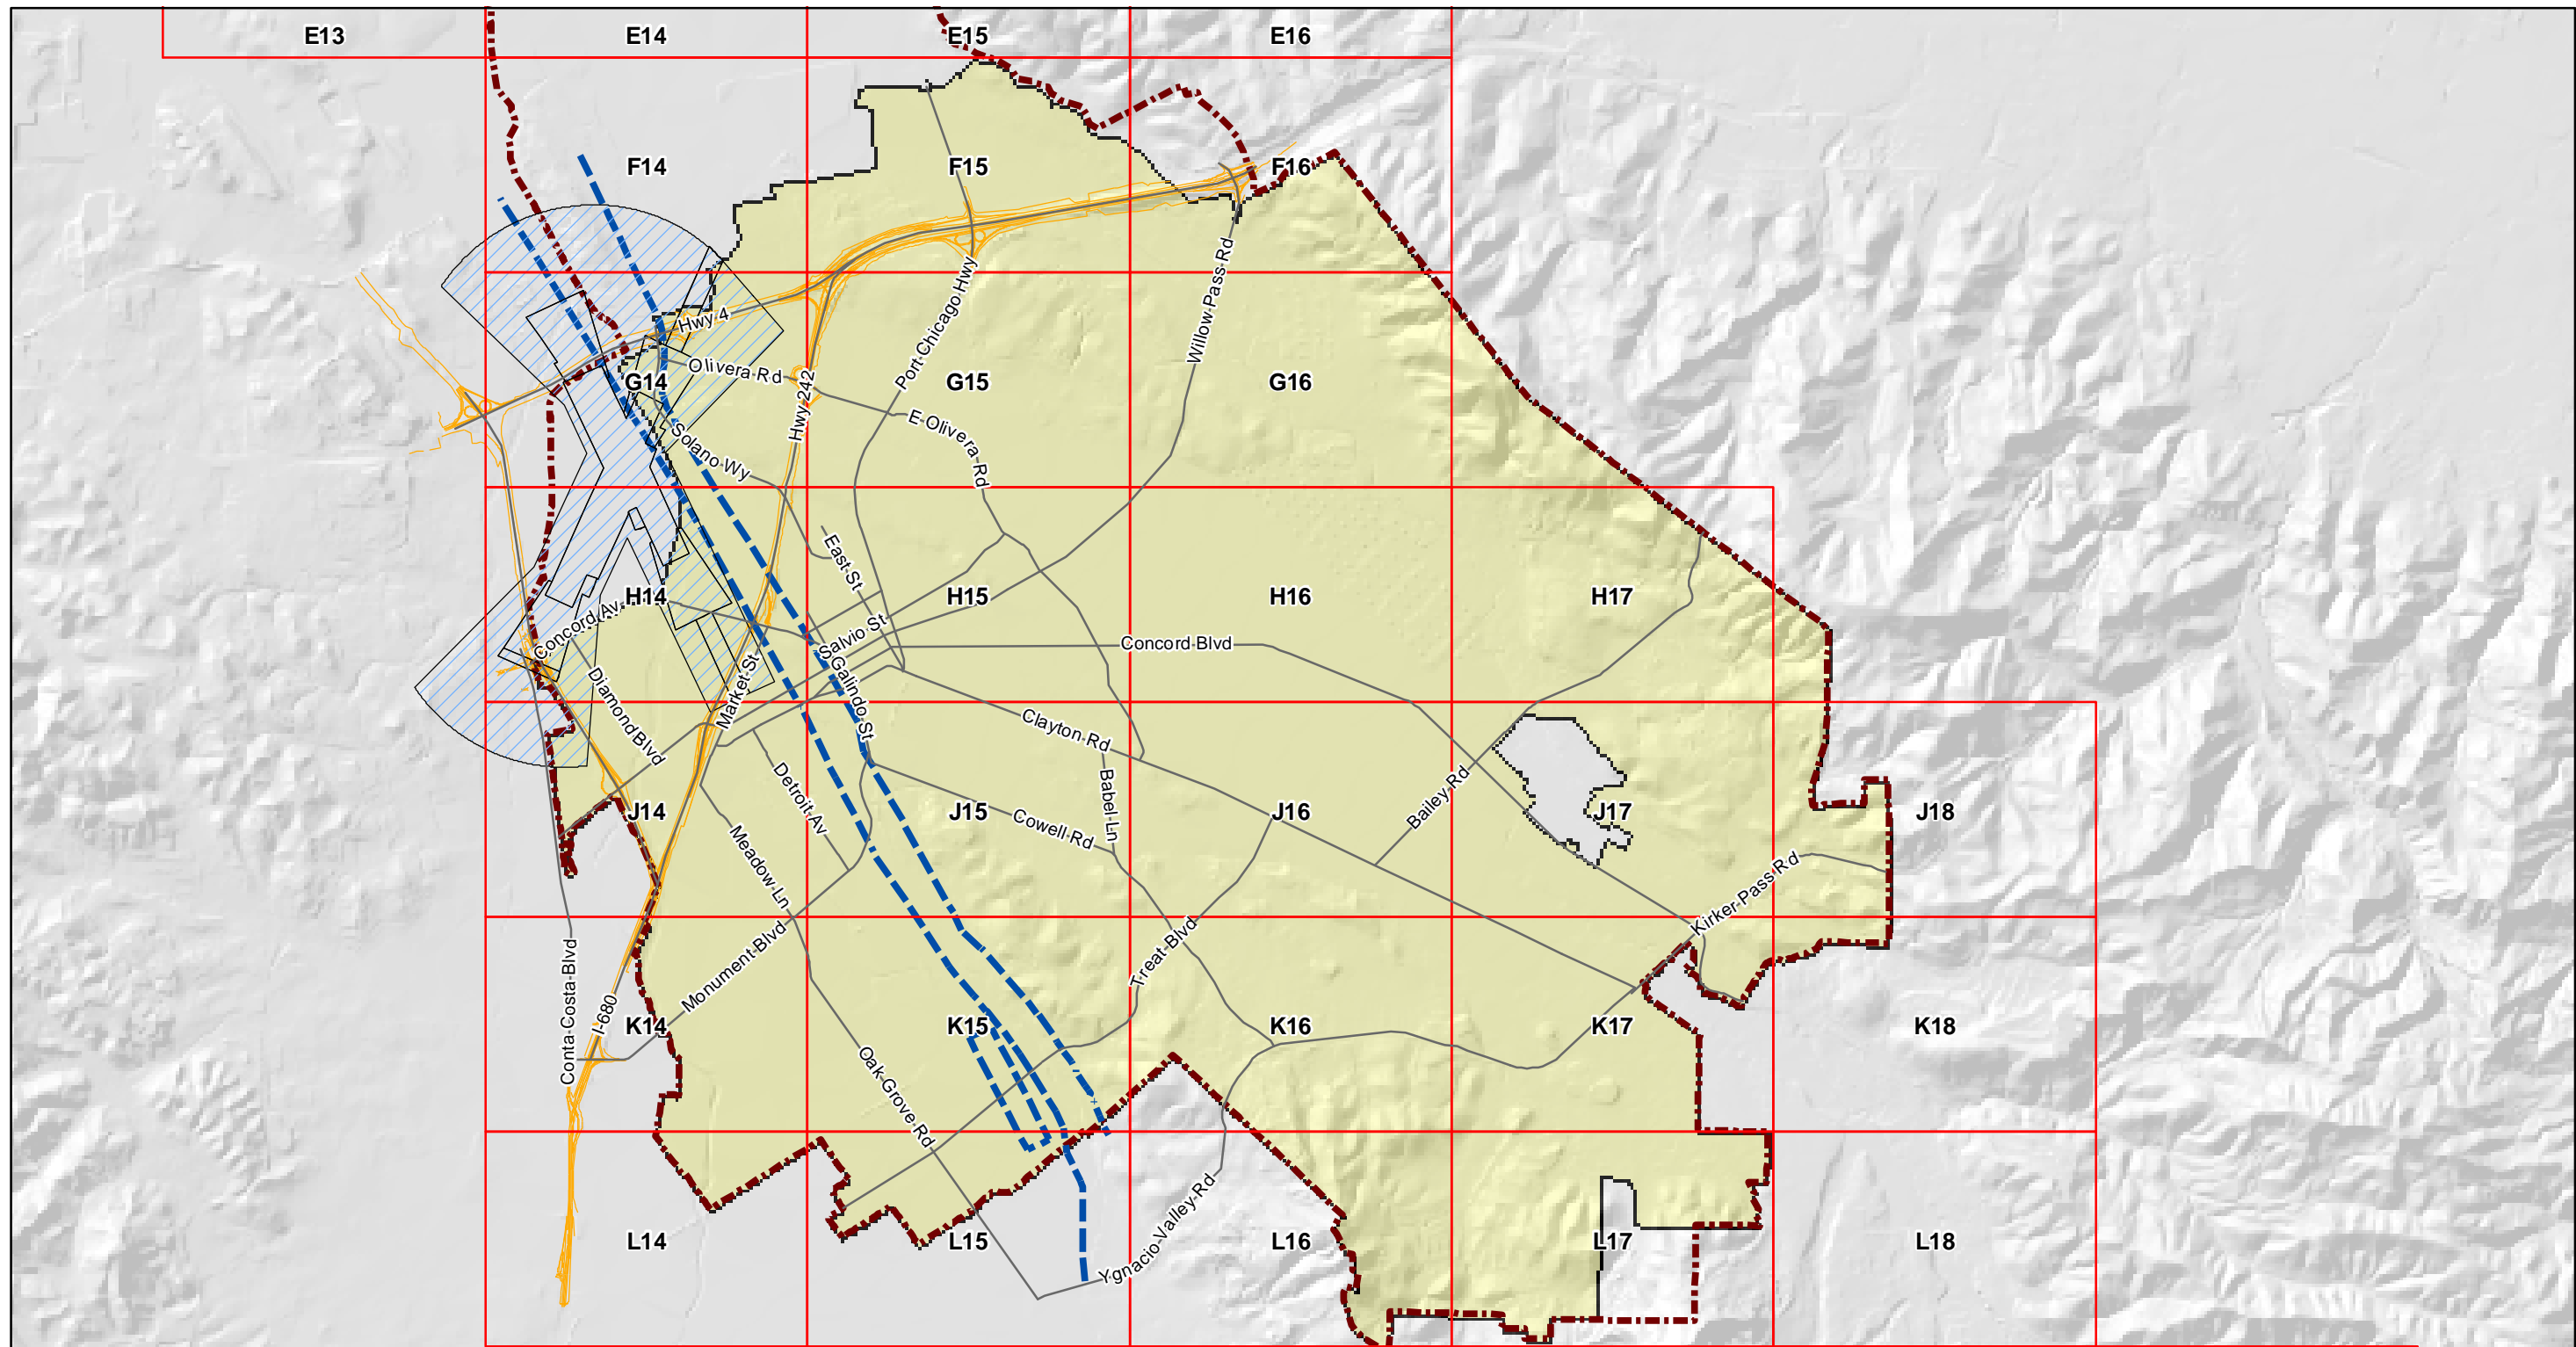 E13
E14
E15
E16
F14
F15
F16
Hwy 4
Olivera Rd
G14
G15
G16
Hwy 242
Port Chicago Hwy
Willow Pass Rd
E Olivera Rd
Solano Wy
East St
H14
H15
H16
H17
Concord Av
Salvio St
Concord Blvd
Galindo St
Market St
Diamond Blvd
Clayton Rd
Detroit Av
Babel Ln
Cowell Rd
Bailey Rd
J14
J15
J16
J17
J18
Meadow Ln
Kirker Pass Rd
Monument Blvd
Treat Blvd
Conta Costa Blvd
I-680
K14
K15
K16
K17
K18
Oak Grove Rd
Ygnacio Valley Rd
L14
L15
L16
L17
L18